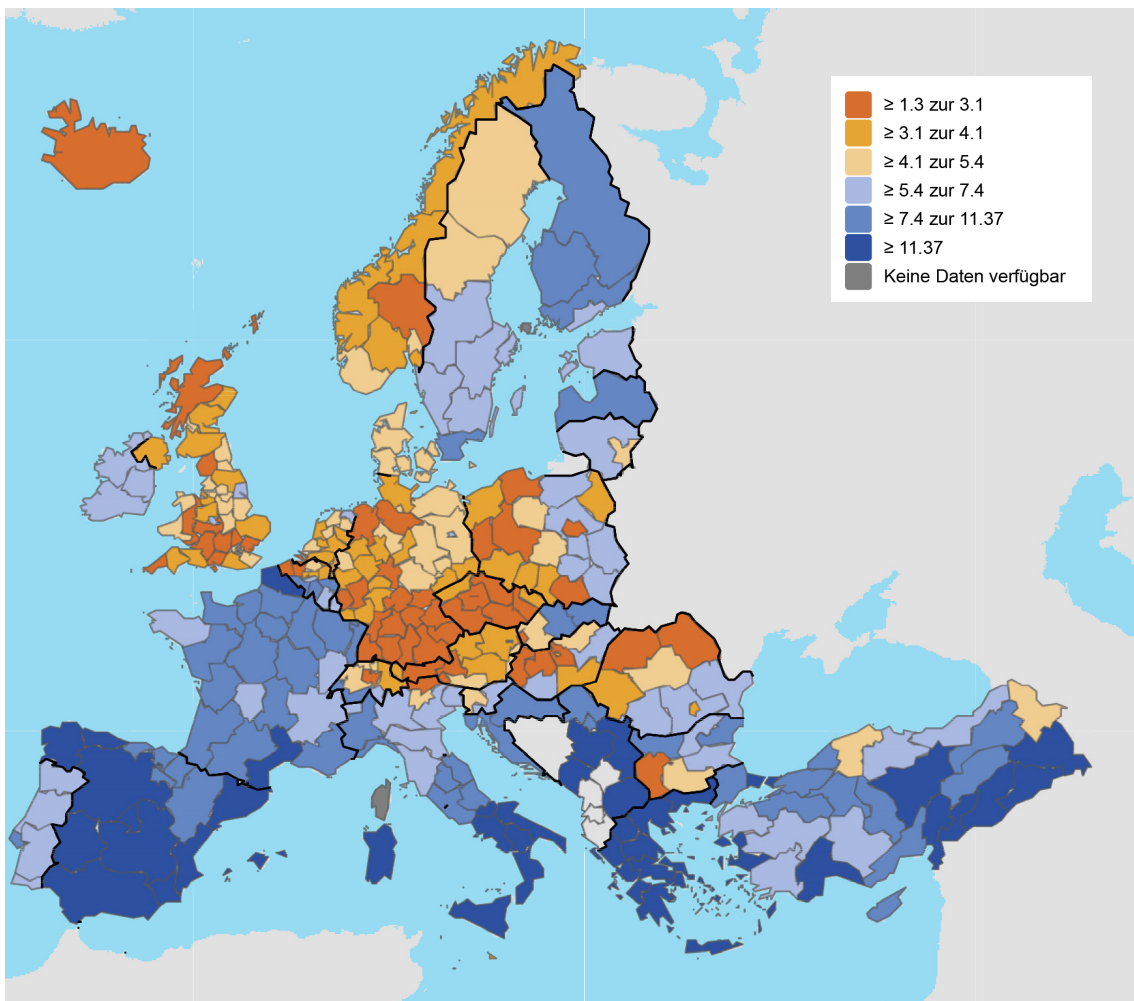 ≥ 1.3 zur 3.1
≥ 3.1 zur 4.1
≥ 4.1 zur 5.4
≥ 5.4 zur 7.4
≥ 7.4 zur 11.37
≥ 11.37
Keine Daten verfügbar